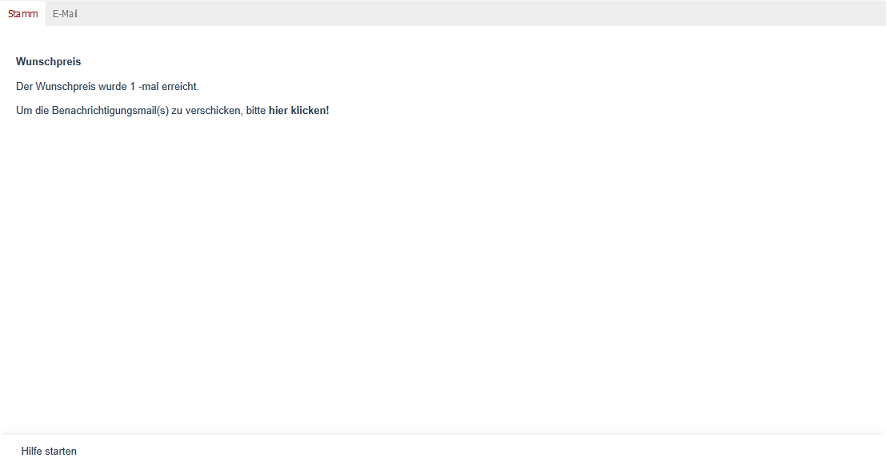 Stamm E-Mail
Wunschpreis
Der Wunschpreis wurde 1 -mal erreicht.
Um die Benachrichtigungsmail(s) zu verschicken, bitte hier klicken!
Hilfe starten